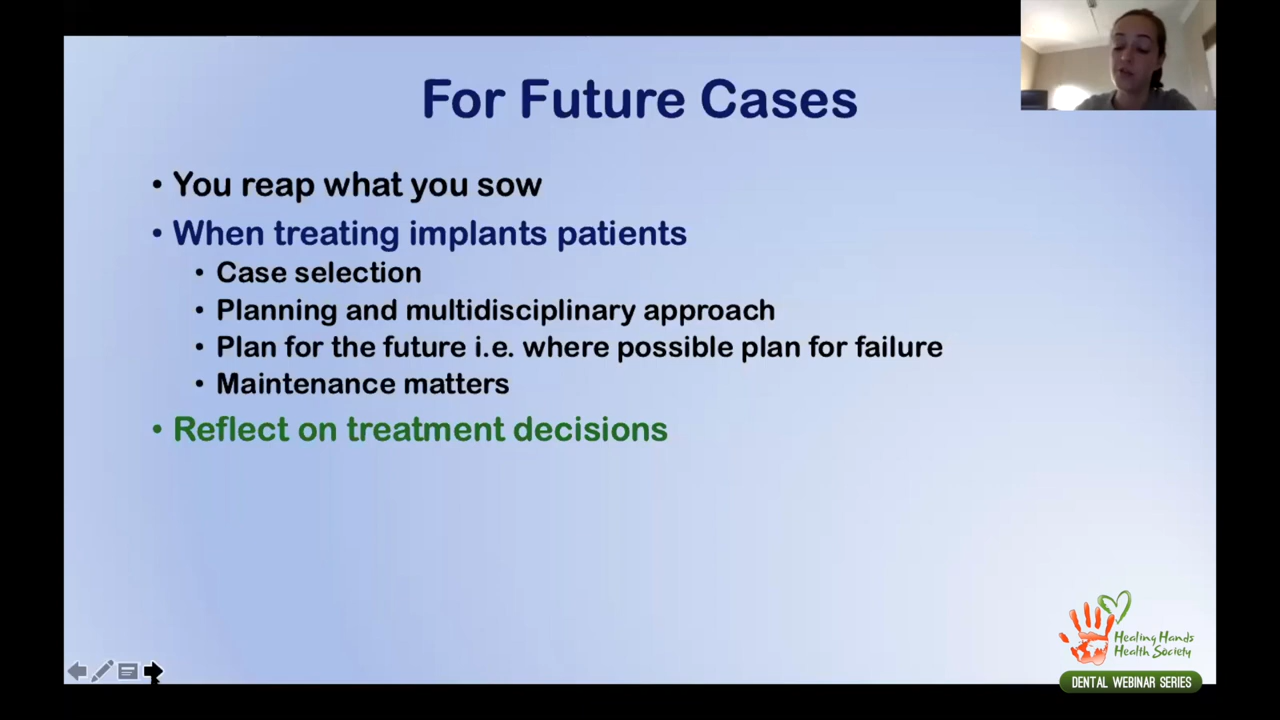 For Future Cases
• You reap what you sow
• When treating implants patients
• Case selection
• Planning and multidisciplinary approach
• Plan for the future i.e. where possible plan for failure
• Maintenance matters
• Reflect on treatment decisions
Healing Hands
Health Society
DENTAL WEBINAR SERIES